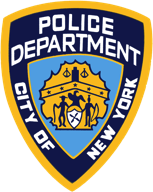 POLICE
DEPARTMENT
CITY OF
NEW YORK